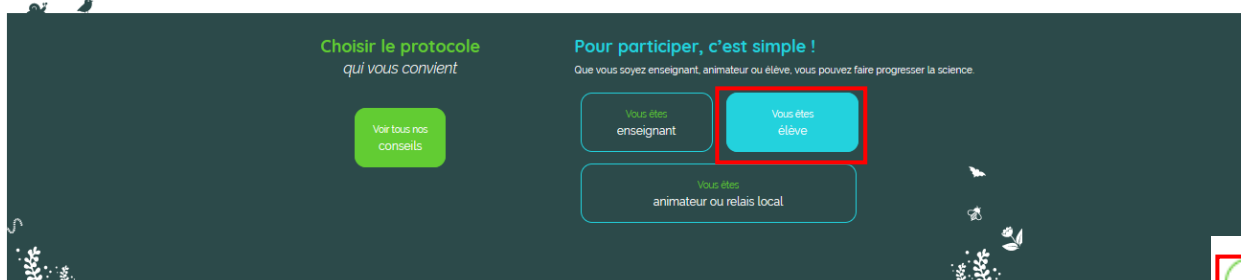 Choisir le protocole
qui vous convient
Voir tous nos
conseils
Pour participer, c'est simple !
Que vous soyez enseignant, animateur ou élève, vous pouvez faire progresser la science.
Vous êtes
enseignant
Vous êtes
élève
Vous êtes
animateur ou relais local